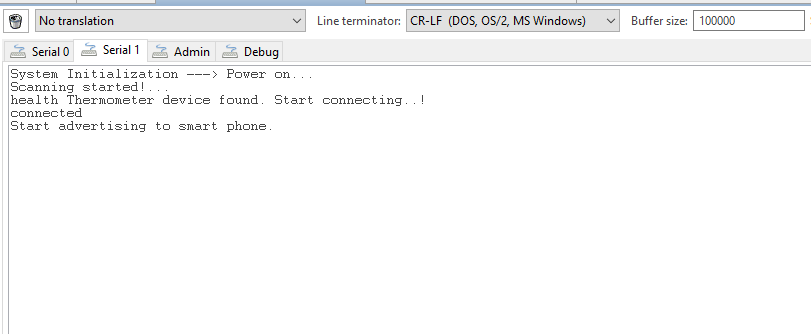 No translation Line terminator: CR-LF (DOS, OS/2, MS Windows) Buffer size: 100000
Serial 0 Serial 1 Admin Debug
System Initialization ---> Power on...
Scanning started!...
health Thermometer device found. Start connecting..!
connected
Start advertising to smart phone.